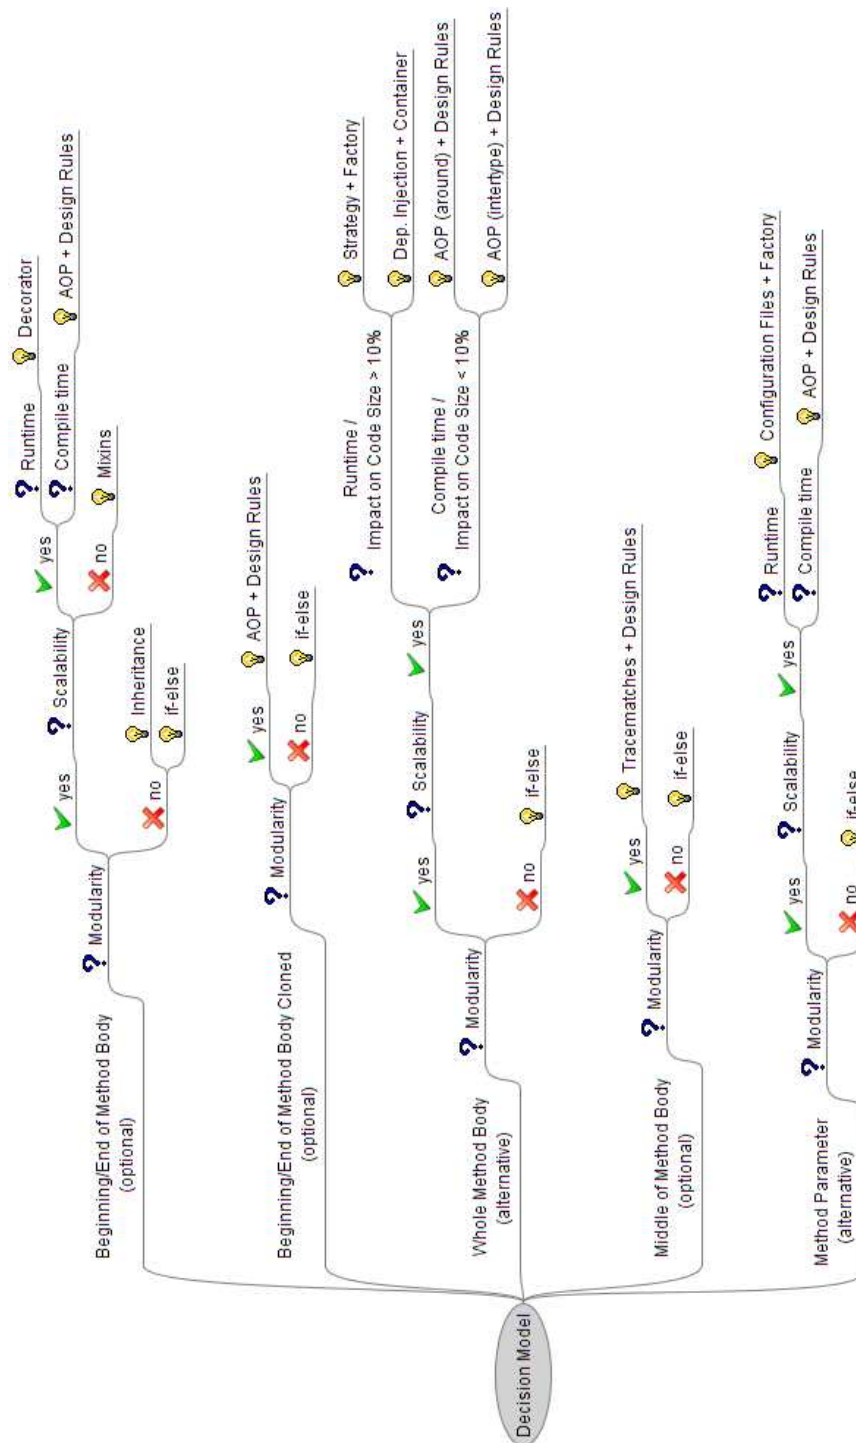 Decision Model
Beginning/End of Method Body
(optional)
Modularity
yes
Scalability
yes
Runtime
Decorator
Compile time
AOP + Design Rules
no
Mixins
no
Inheritance
if-else
Beginning/End of Method Body Cloned
(optional)
Modularity
yes
AOP + Design Rules
no
if-else
Whole Method Body
(alternative)
Modularity
yes
Scalability
yes
Runtime /
Impact on Code Size > 10%
Strategy + Factory
Dep. Injection + Container
Compile time /
Impact on Code Size < 10%
AOP (around) + Design Rules
AOP (intertype) + Design Rules
no
if-else
Middle of Method Body
(optional)
Modularity
yes
Tracematches + Design Rules
no
if-else
Method Parameter
(alternative)
Modularity
yes
Scalability
yes
Runtime
Configuration Files + Factory
Compile time
AOP + Design Rules
no
if-else